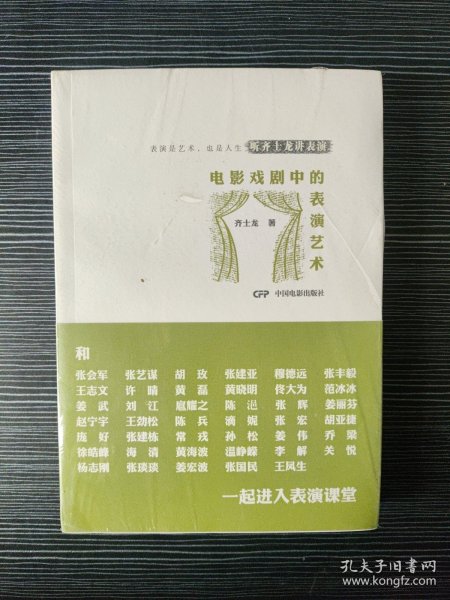 表演是艺术，也是人生 听齐士龙讲表演
电影戏剧中的表演艺术
齐士龙 著
CFP 中国电影出版社
和
张会军 张艺谋 胡玫 张建亚 穆德远 张丰毅
王志文 许晴 黄磊 黄晓明 佟大为 范冰冰
姜武 刘江 扈耀之 陈浥 张辉 姜丽芬
赵宁宇 王劲松 陈兵 滴妮 张宏 胡亚捷
庞好 张建栋 常戎 孙松 姜伟 乔梁
徐皓峰 海清 黄海波 温峥嵘 李解 关悦
杨志刚 张琰琰 姜宏波 张国民 王凤生
一起进入表演课堂
孔夫子旧书网
www.kongfz.com